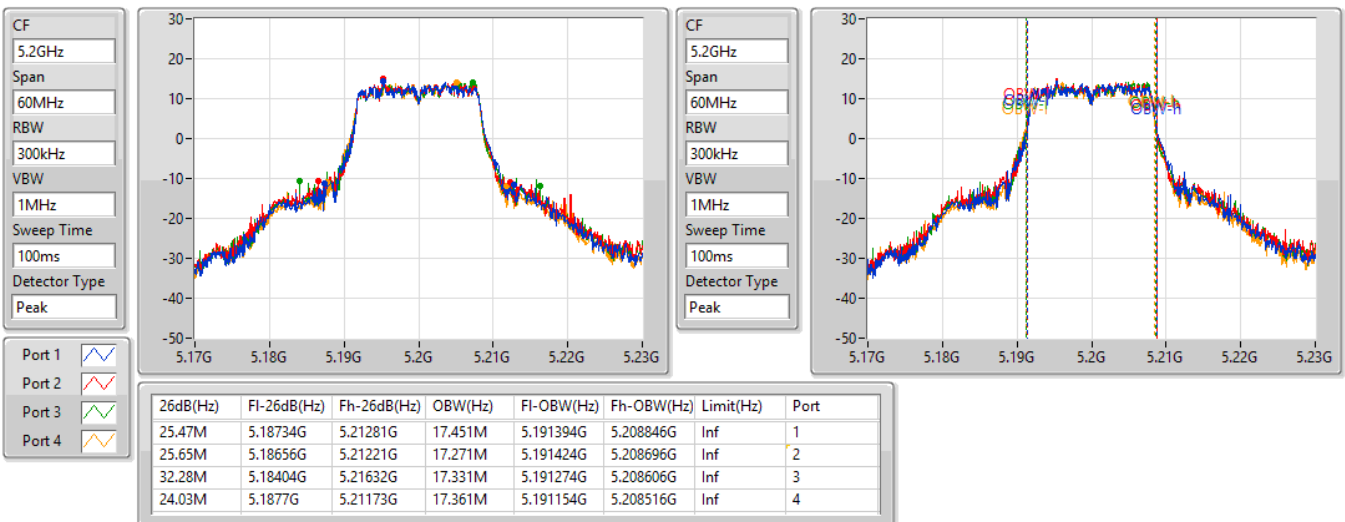 CF
5.2GHz
Span
60MHz
RBW
300kHz
VBW
1MHz
Sweep Time
100ms
Detector Type
Peak
30
20
10
0
-10
-20
-30
-40
-50
5.17G 5.18G 5.19G 5.2G 5.21G 5.22G 5.23G
CF
5.2GHz
Span
60MHz
RBW
300kHz
VBW
1MHz
Sweep Time
100ms
Detector Type
Peak
30
20
10
0
-10
-20
-30
-40
-50
5.17G 5.18G 5.19G 5.2G 5.21G 5.22G 5.23G
Port 1
Port 2
Port 3
Port 4
26dB(Hz) Fl-26dB(Hz) Fh-26dB(Hz) OBW(Hz) Fl-OBW(Hz) Fh-OBW(Hz) Limit(Hz) Port
25.47M 5.18734G 5.21281G 17.451M 5.191394G 5.208846G Inf 1
25.65M 5.18656G 5.21221G 17.271M 5.191424G 5.208696G Inf 2
32.28M 5.18404G 5.21632G 17.331M 5.191274G 5.208606G Inf 3
24.03M 5.1877G 5.21173G 17.361M 5.191154G 5.208516G Inf 4